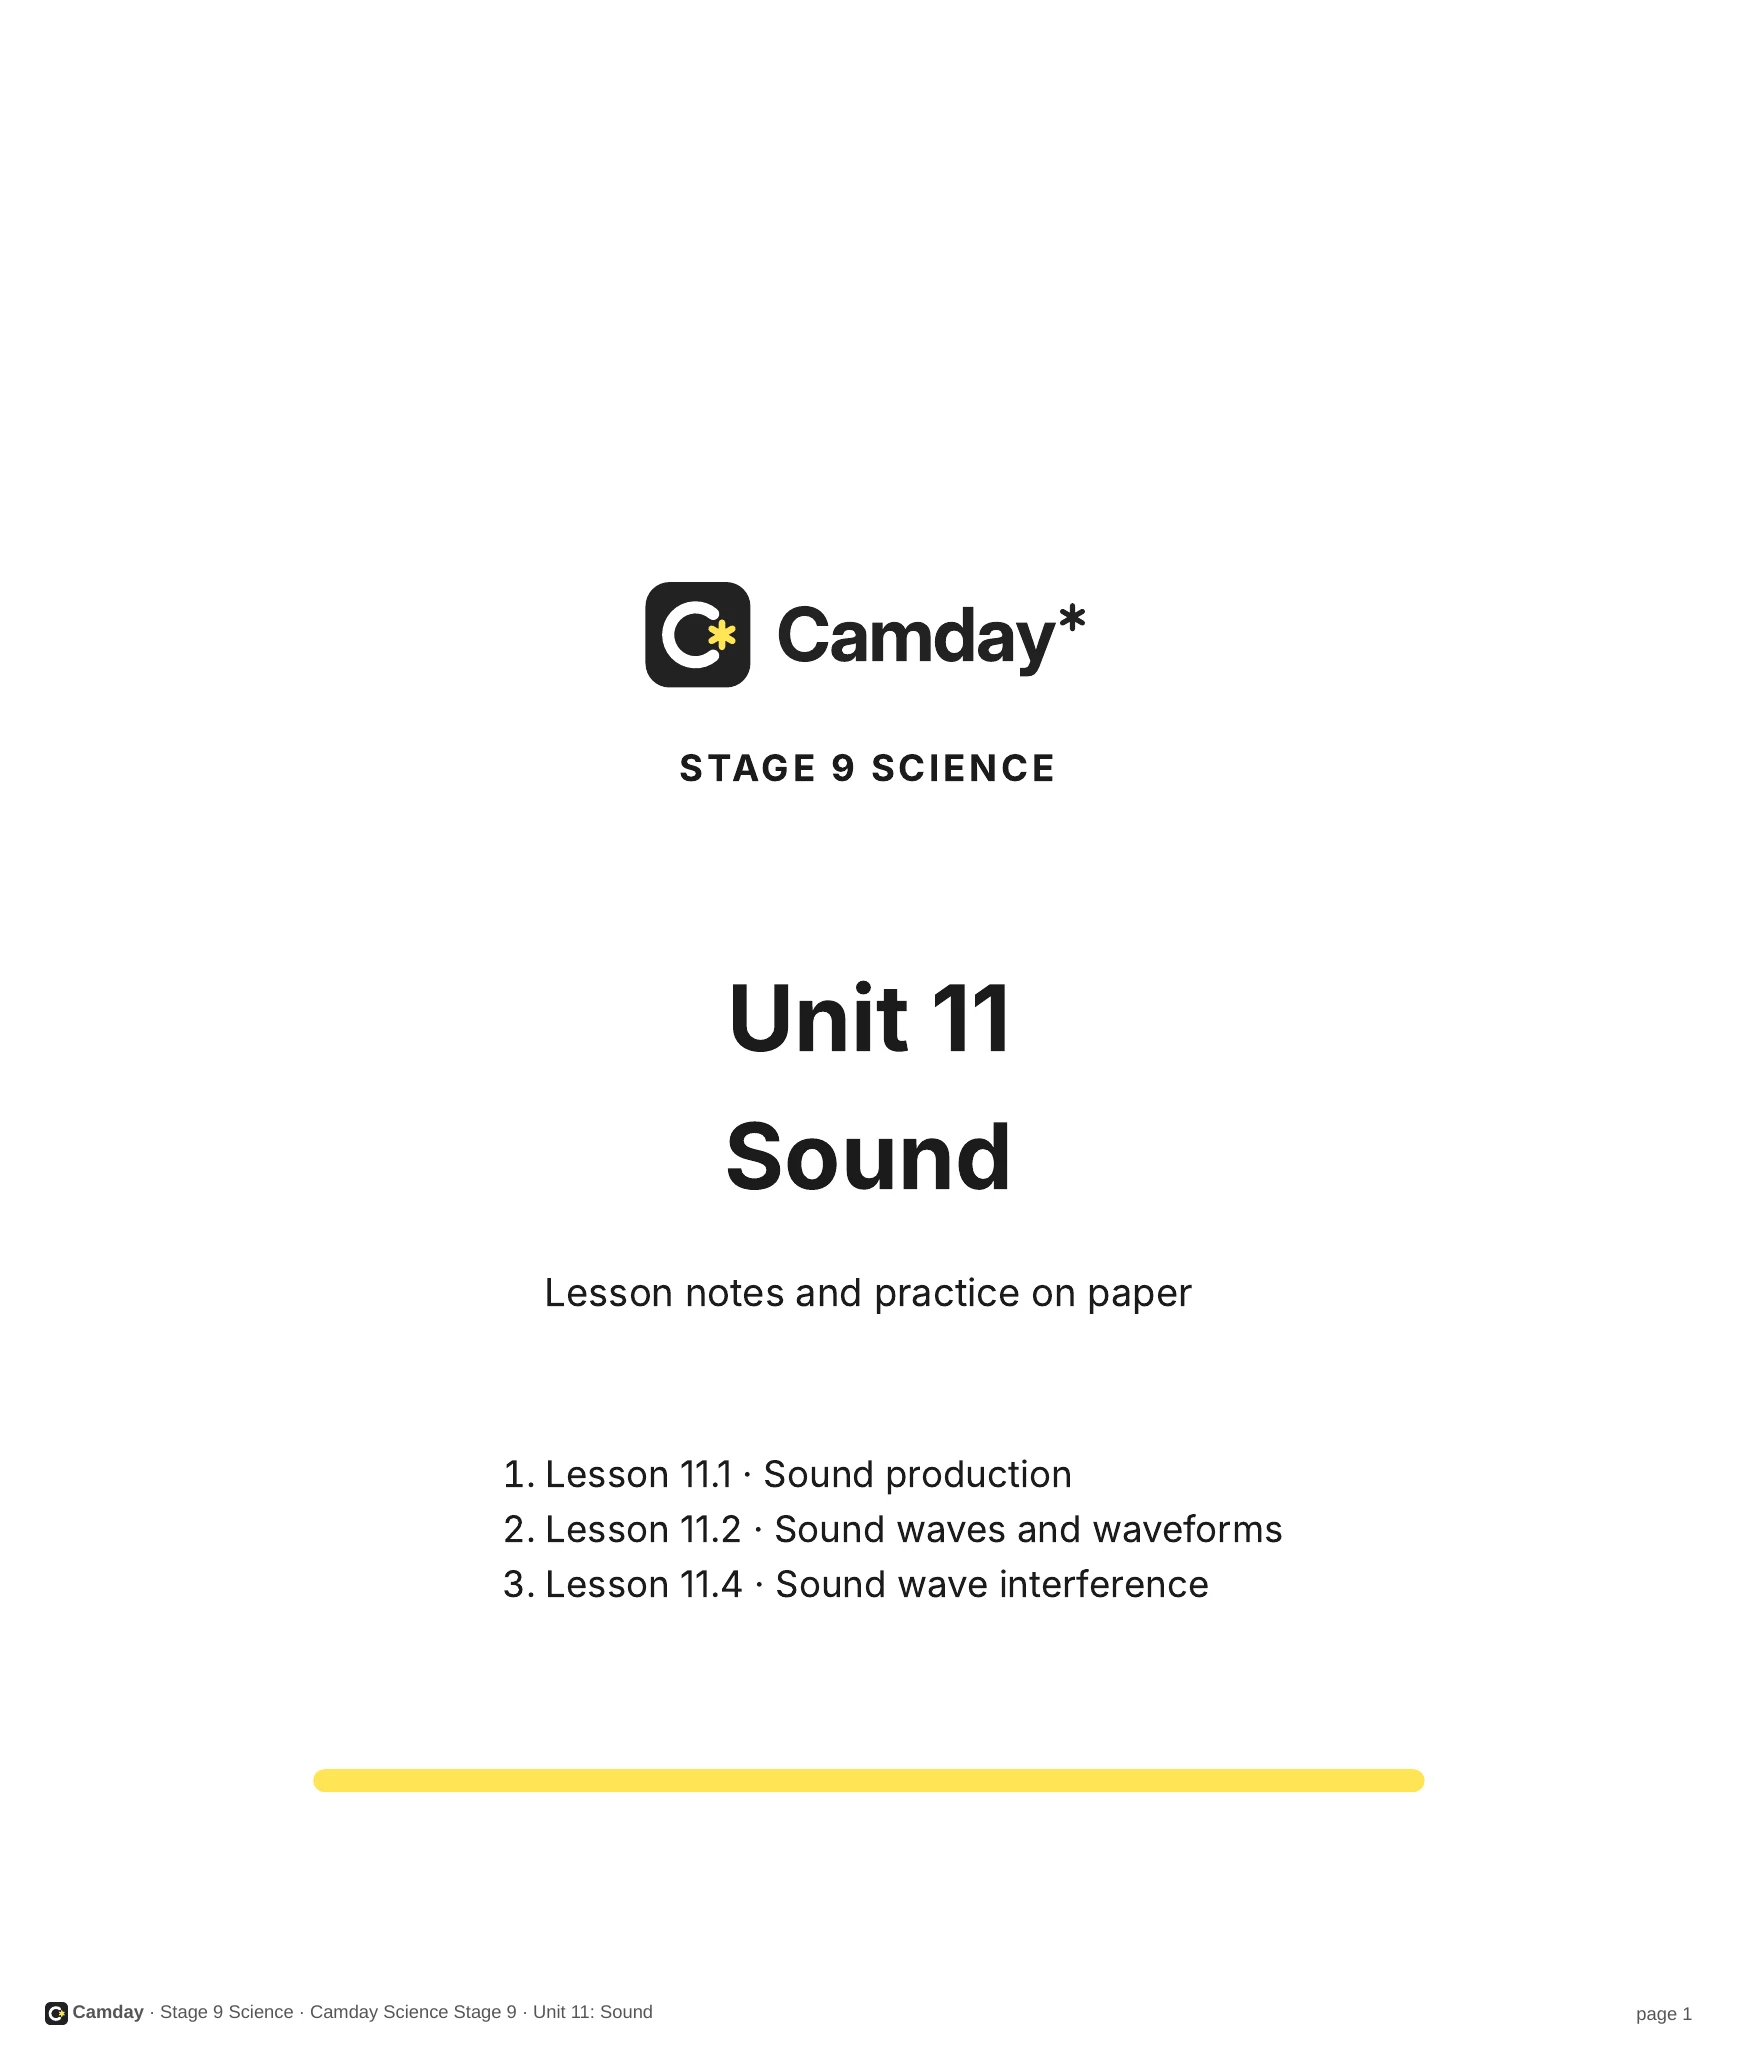 Camday*
STAGE 9 SCIENCE
Unit 11
Sound
Lesson notes and practice on paper
1. Lesson 11.1 · Sound production
2. Lesson 11.2 · Sound waves and waveforms
3. Lesson 11.4 · Sound wave interference
Camday · Stage 9 Science · Camday Science Stage 9 · Unit 11: Sound
page 1